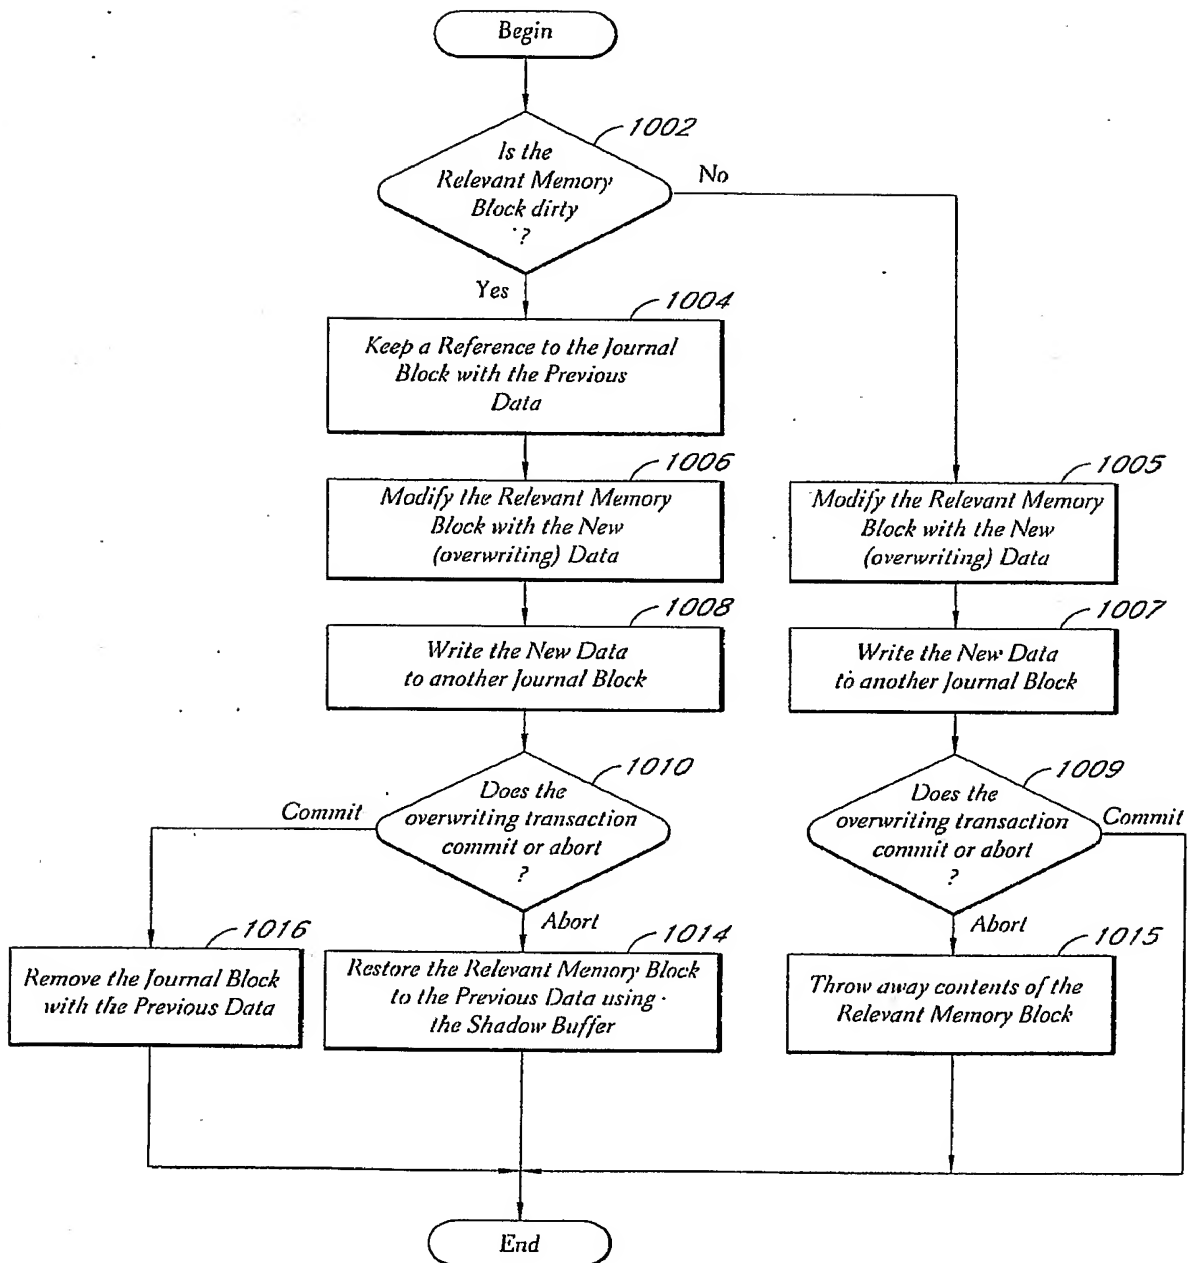 Begin
1002
Is the
Relevant Memory
Block dirty
?
No
Yes
1004
Keep a Reference to the Journal
Block with the Previous
Data
1006
Modify the Relevant Memory
Block with the New
(overwriting) Data
1005
Modify the Relevant Memory
Block with the New
(overwriting) Data
1008
Write the New Data
to another Journal Block
1007
Write the New Data
to another Journal Block
1010
Does the
overwriting transaction
commit or abort
?
Commit
Abort
1009
Does the
overwriting transaction
commit or abort
?
Commit
Abort
1016
Remove the Journal Block
with the Previous Data
1014
Restore the Relevant Memory Block
to the Previous Data using
the Shadow Buffer
1015
Throw away contents of the
Relevant Memory Block
End